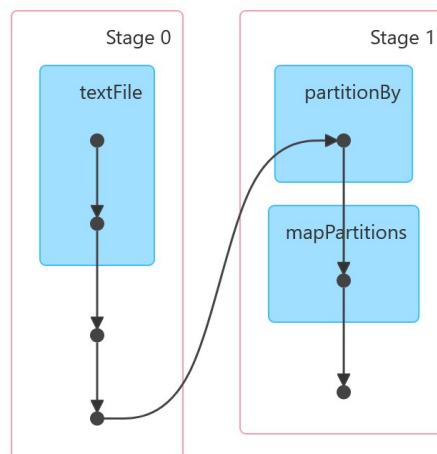 Stage 0
textFile
Stage 1
partitionBy
mapPartitions